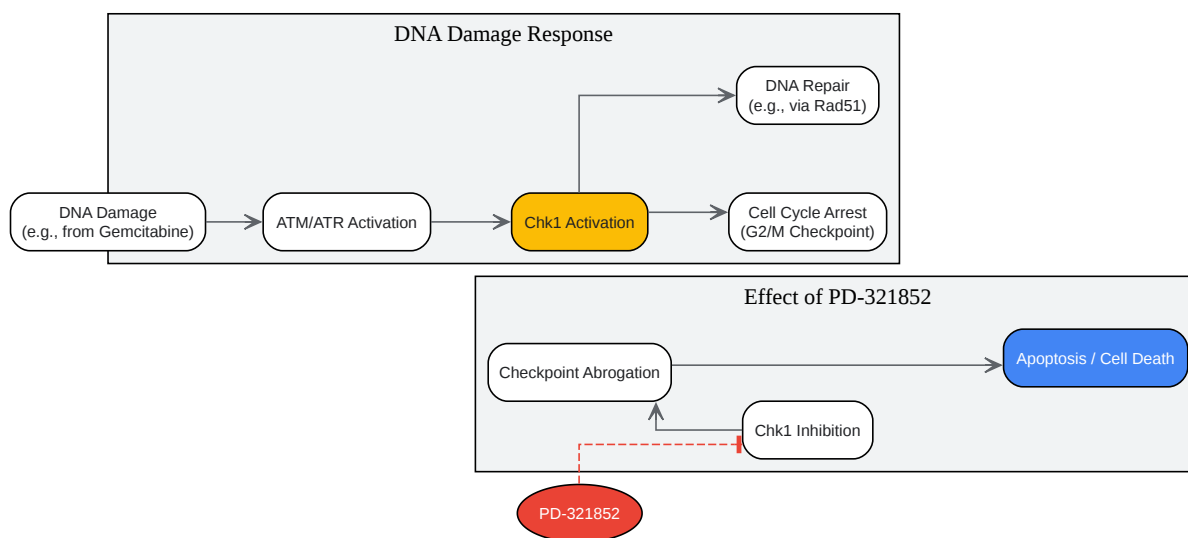 DNA Damage Response
DNA Repair
(e.g., via Rad51)
DNA Damage
(e.g., from Gemcitabine)
ATM/ATR Activation
Chk1 Activation
Cell Cycle Arrest
(G2/M Checkpoint)
Effect of PD-321852
Checkpoint Abrogation
Apoptosis / Cell Death
Chk1 Inhibition
PD-321852